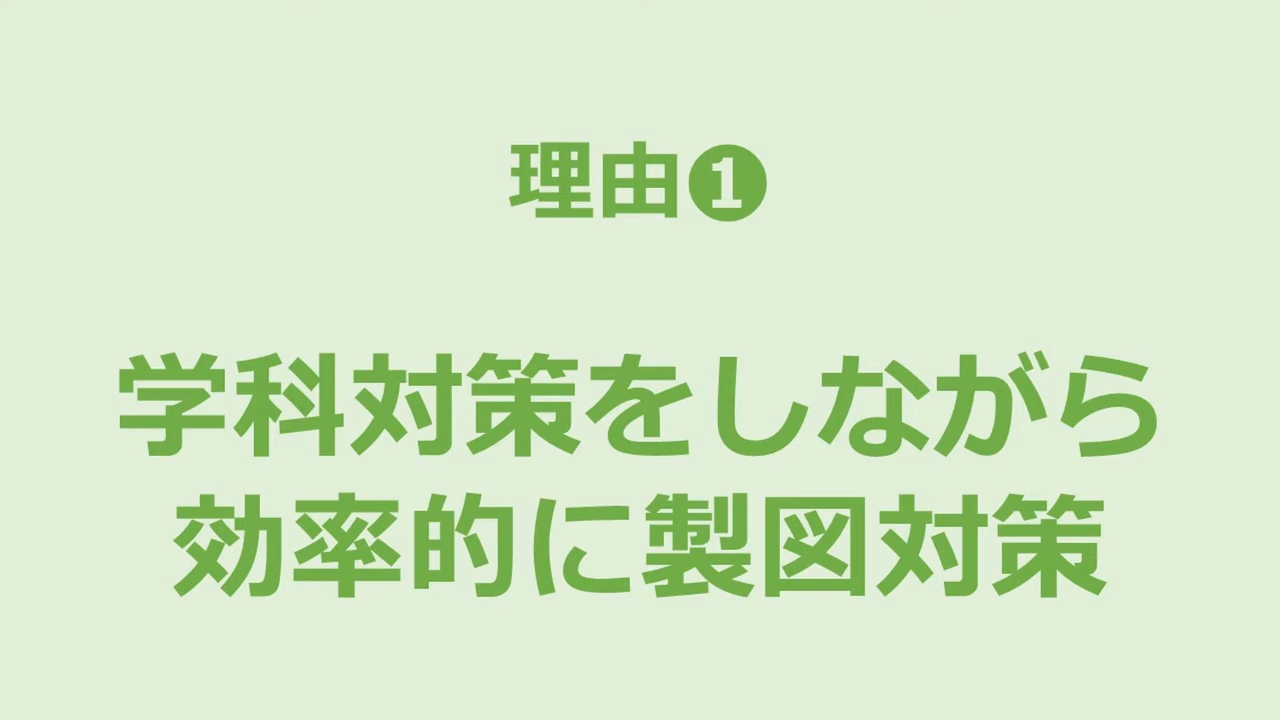 理由❶
学科対策をしながら
効率的に製図対策